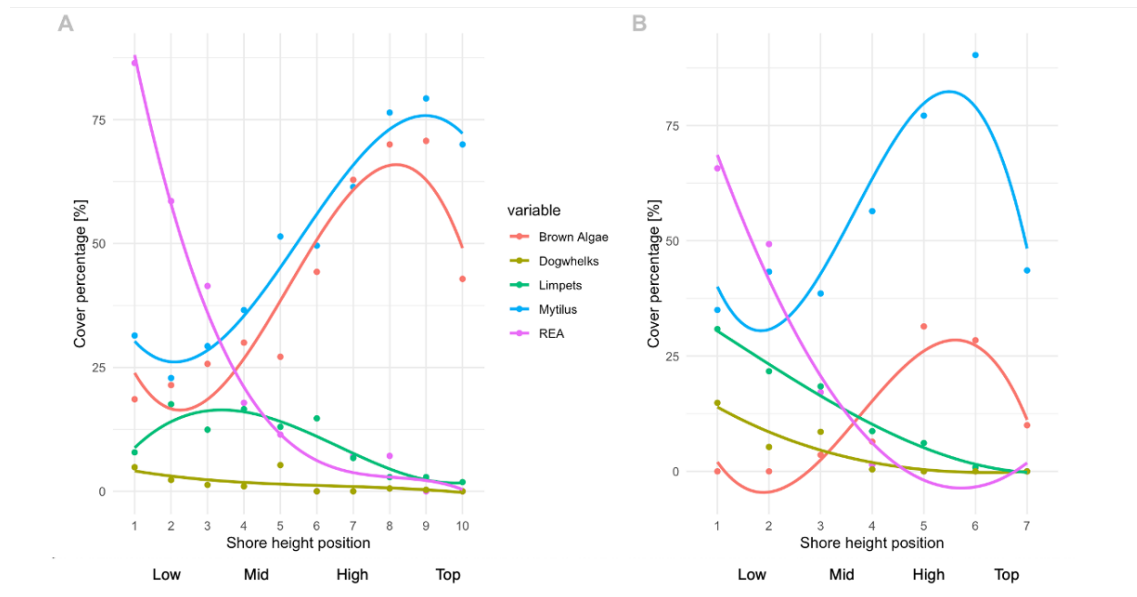 A
B
75
50
25
0
Cover percentage [%]
1 2 3 4 5 6 7 8 9 10
Shore height position
Low Mid High Top
variable
Brown Algae
Dogwhelks
Limpets
Mytilus
REA
75
50
25
0
Cover percentage [%]
1 2 3 4 5 6 7
Shore height position
Low Mid High Top